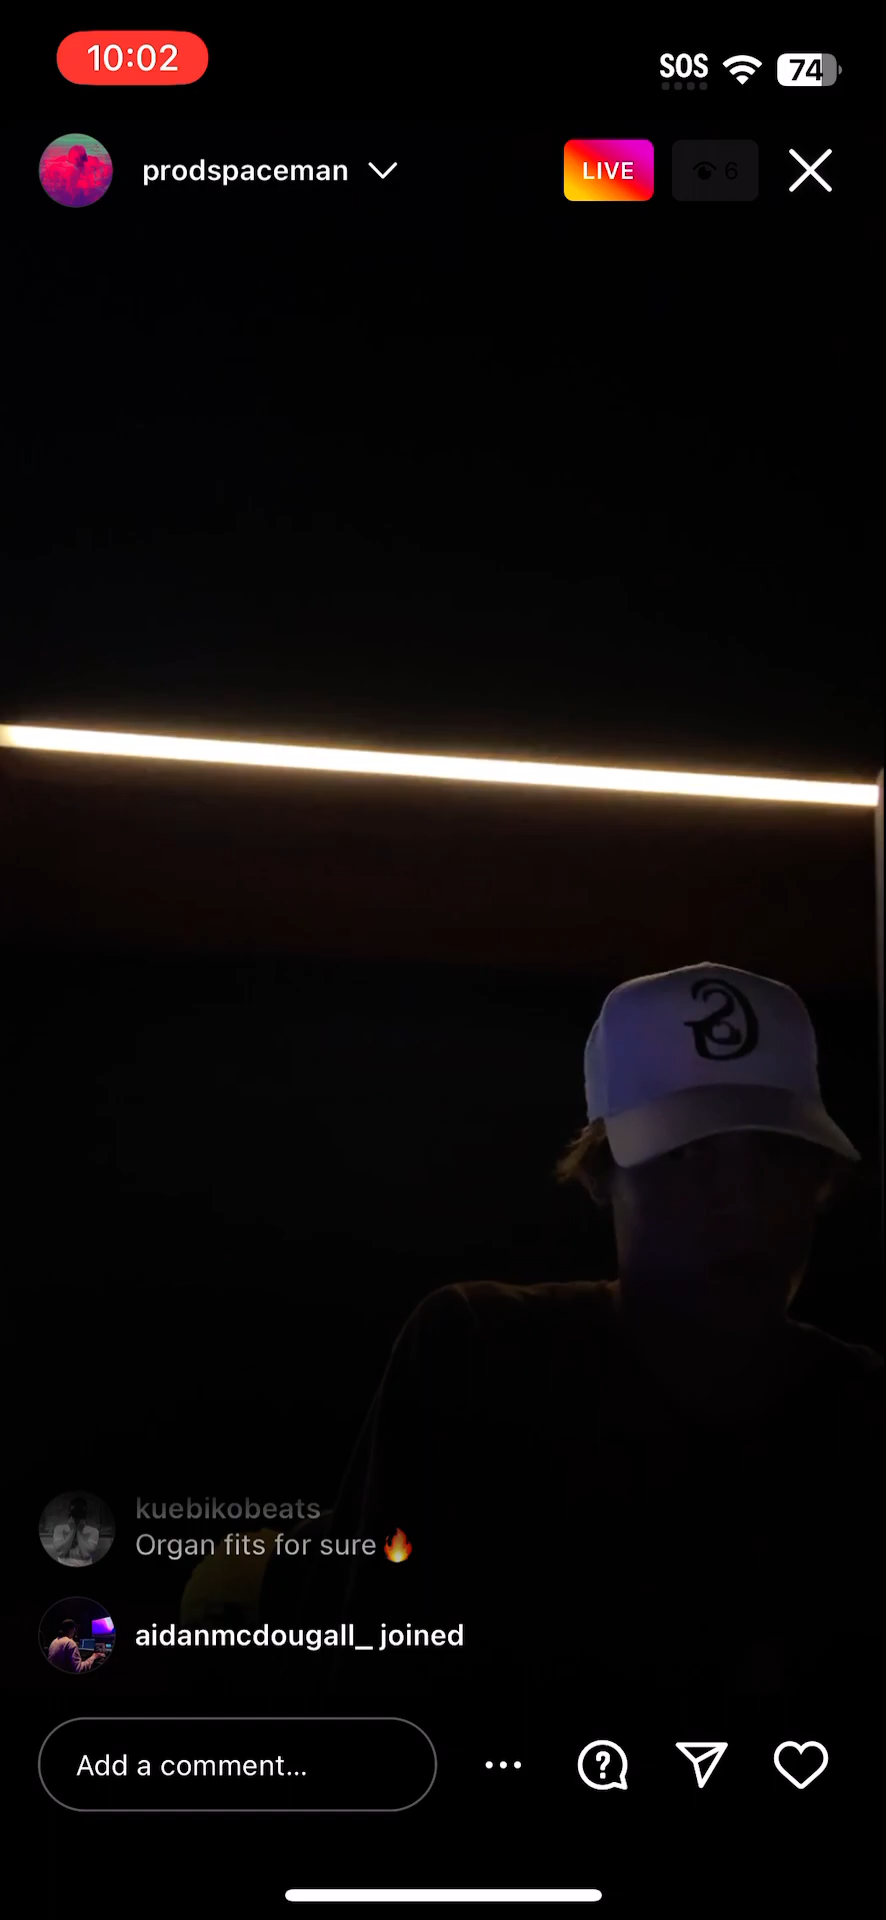 10:02
SOS
74
prodspaceman
LIVE
6
kuebikobeats
Organ fits for sure🔥
aidanmcdougall_ joined
Add a comment...